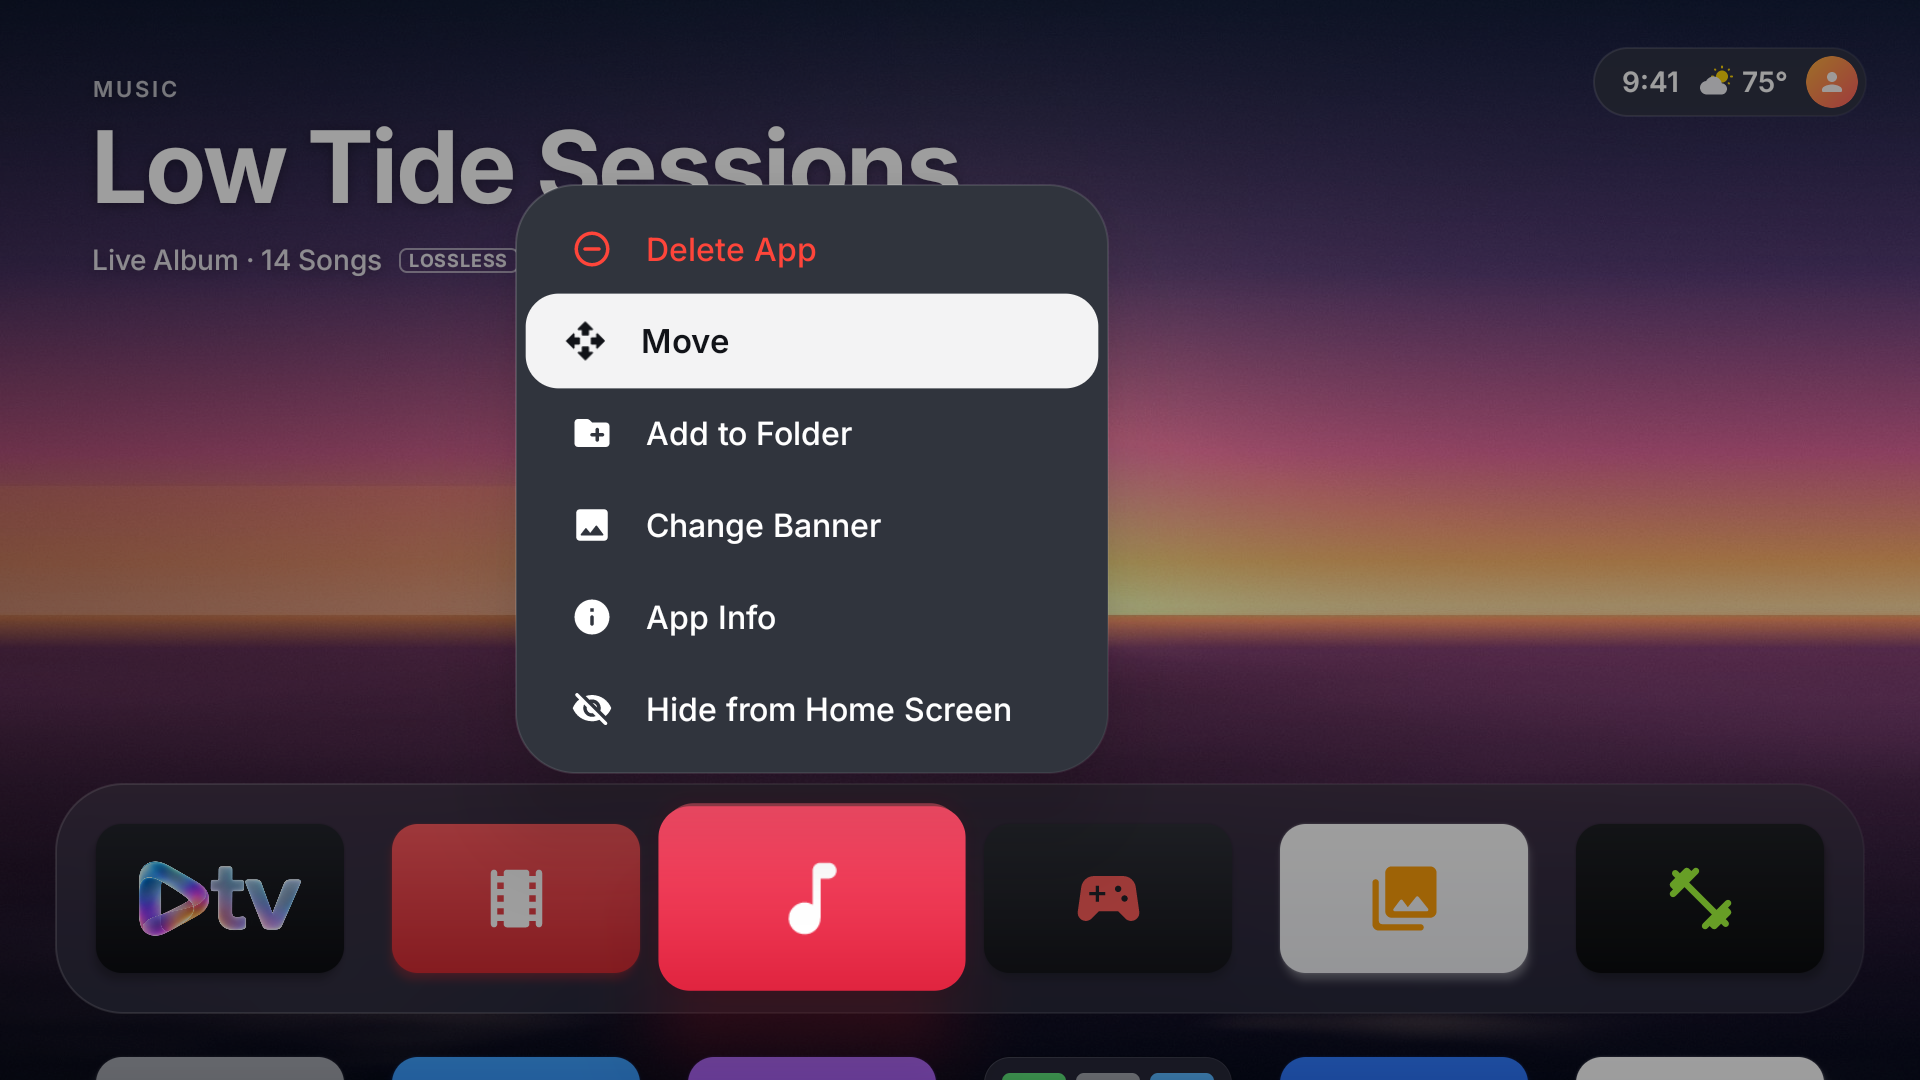 MUSIC
Low Tide Sessions
Live Album · 14 Songs LOSSLESS
9:41 75°
Delete App
Move
Add to Folder
Change Banner
App Info
Hide from Home Screen
tv